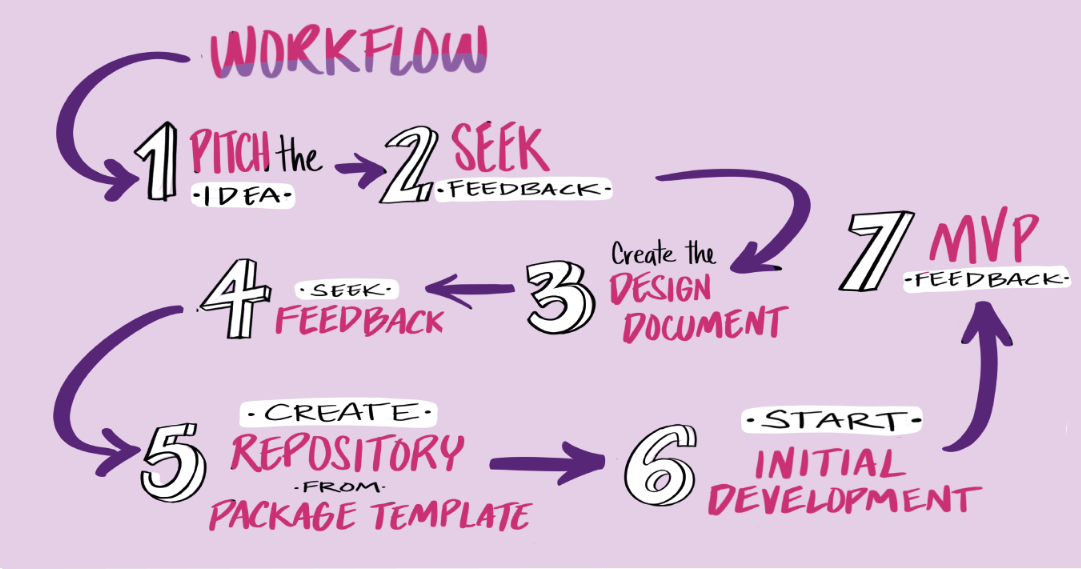 WORKFLOW
1 PITCH the
·IDEA·
2 SEEK
·FEEDBACK·
3 Create the
DESIGN
DOCUMENT
4 ·SEEK·
FEEDBACK
5 ·CREATE·
REPOSITORY
·FROM·
PACKAGE TEMPLATE
6 ·START·
INITIAL
DEVELOPMENT
7 MVP
·FEEDBACK·